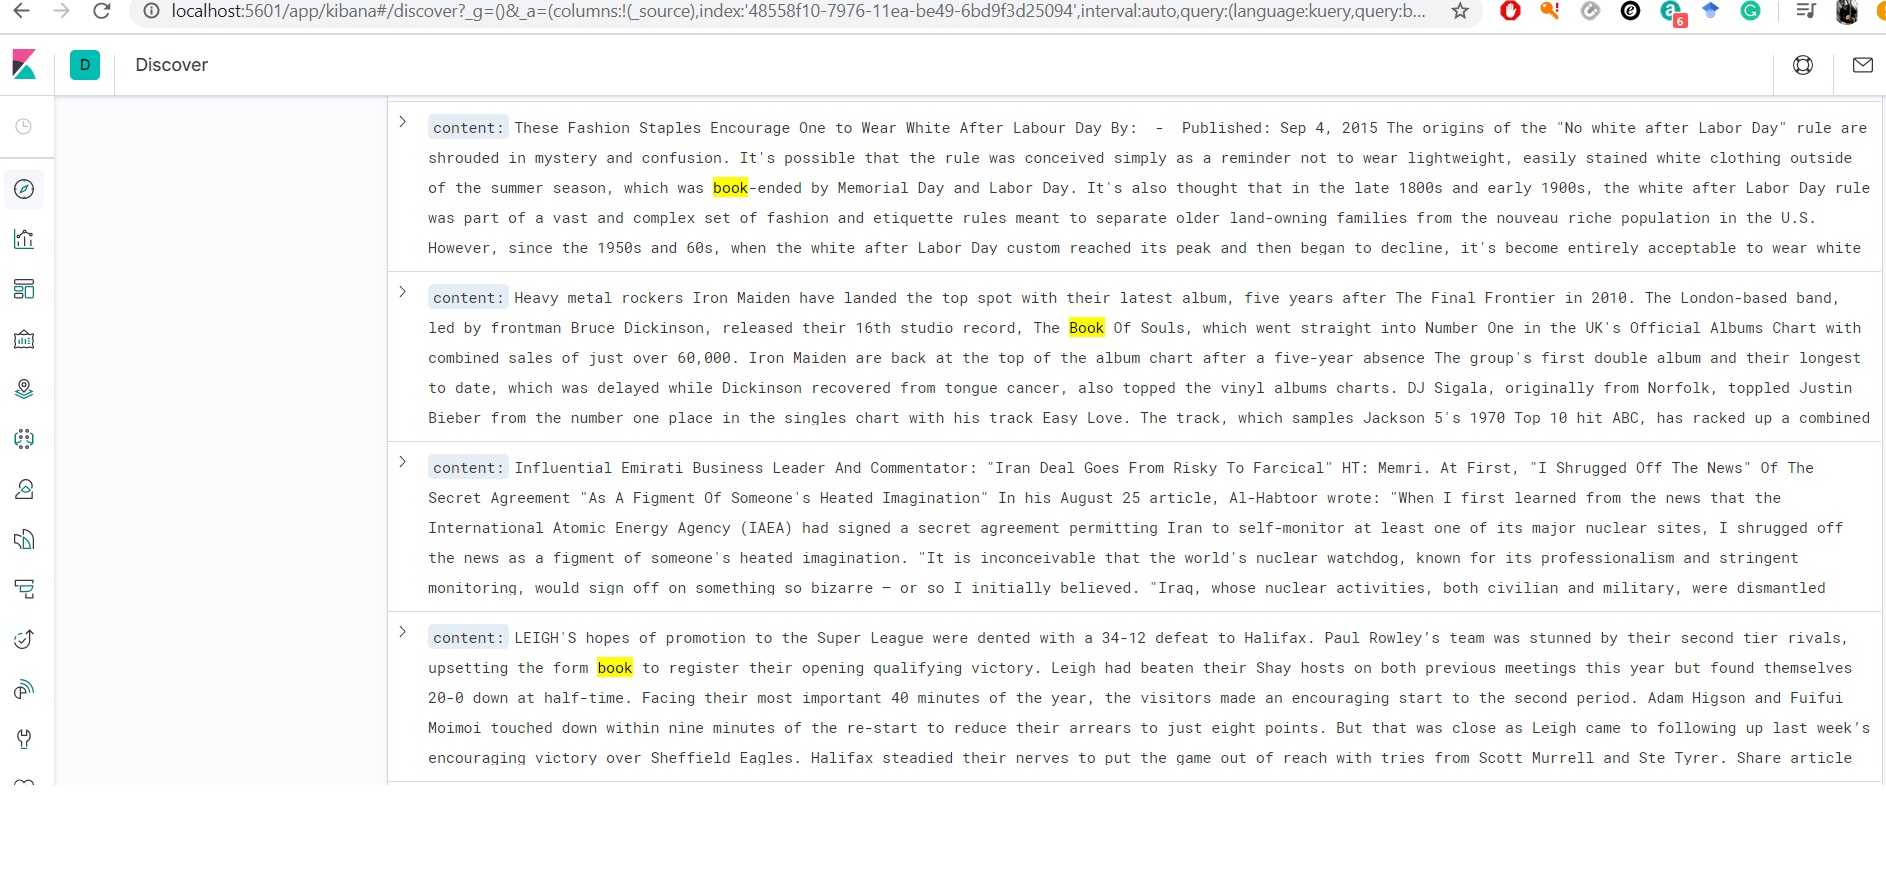 localhost:5601/app/kibana#/discover?_g=()&_a=(columns:!(_source),index:'48558f10-7976-11ea-be49-6bd9f3d25094',interval:auto,query:(language:kuery,query:b...
6
D Discover
content: These Fashion Staples Encourage One to Wear White After Labour Day By: - Published: Sep 4, 2015 The origins of the "No white after Labor Day" rule are
shrouded in mystery and confusion. It's possible that the rule was conceived simply as a reminder not to wear lightweight, easily stained white clothing outside
of the summer season, which was book-ended by Memorial Day and Labor Day. It's also thought that in the late 1800s and early 1900s, the white after Labor Day rule
was part of a vast and complex set of fashion and etiquette rules meant to separate older land-owning families from the nouveau riche population in the U.S.
However, since the 1950s and 60s, when the white after Labor Day custom reached its peak and then began to decline, it's become entirely acceptable to wear white
content: Heavy metal rockers Iron Maiden have landed the top spot with their latest album, five years after The Final Frontier in 2010. The London-based band,
led by frontman Bruce Dickinson, released their 16th studio record, The Book Of Souls, which went straight into Number One in the UK's Official Albums Chart with
combined sales of just over 60,000. Iron Maiden are back at the top of the album chart after a five-year absence The group's first double album and their longest
to date, which was delayed while Dickinson recovered from tongue cancer, also topped the vinyl albums charts. DJ Sigala, originally from Norfolk, toppled Justin
Bieber from the number one place in the singles chart with his track Easy Love. The track, which samples Jackson 5's 1970 Top 10 hit ABC, has racked up a combined
content: Influential Emirati Business Leader And Commentator: "Iran Deal Goes From Risky To Farcical" HT: Memri. At First, "I Shrugged Off The News" Of The
Secret Agreement "As A Figment Of Someone's Heated Imagination" In his August 25 article, Al-Habtoor wrote: "When I first learned from the news that the
International Atomic Energy Agency (IAEA) had signed a secret agreement permitting Iran to self-monitor at least one of its major nuclear sites, I shrugged off
the news as a figment of someone's heated imagination. "It is inconceivable that the world's nuclear watchdog, known for its professionalism and stringent
monitoring, would sign off on something so bizarre – or so I initially believed. "Iraq, whose nuclear activities, both civilian and military, were dismantled
content: LEIGH'S hopes of promotion to the Super League were dented with a 34-12 defeat to Halifax. Paul Rowley's team was stunned by their second tier rivals,
upsetting the form book to register their opening qualifying victory. Leigh had beaten their Shay hosts on both previous meetings this year but found themselves
20-0 down at half-time. Facing their most important 40 minutes of the year, the visitors made an encouraging start to the second period. Adam Higson and Fuifui
Moimoi touched down within nine minutes of the re-start to reduce their arrears to just eight points. But that was close as Leigh came to following up last week's
encouraging victory over Sheffield Eagles. Halifax steadied their nerves to put the game out of reach with tries from Scott Murrell and Ste Tyrer. Share article